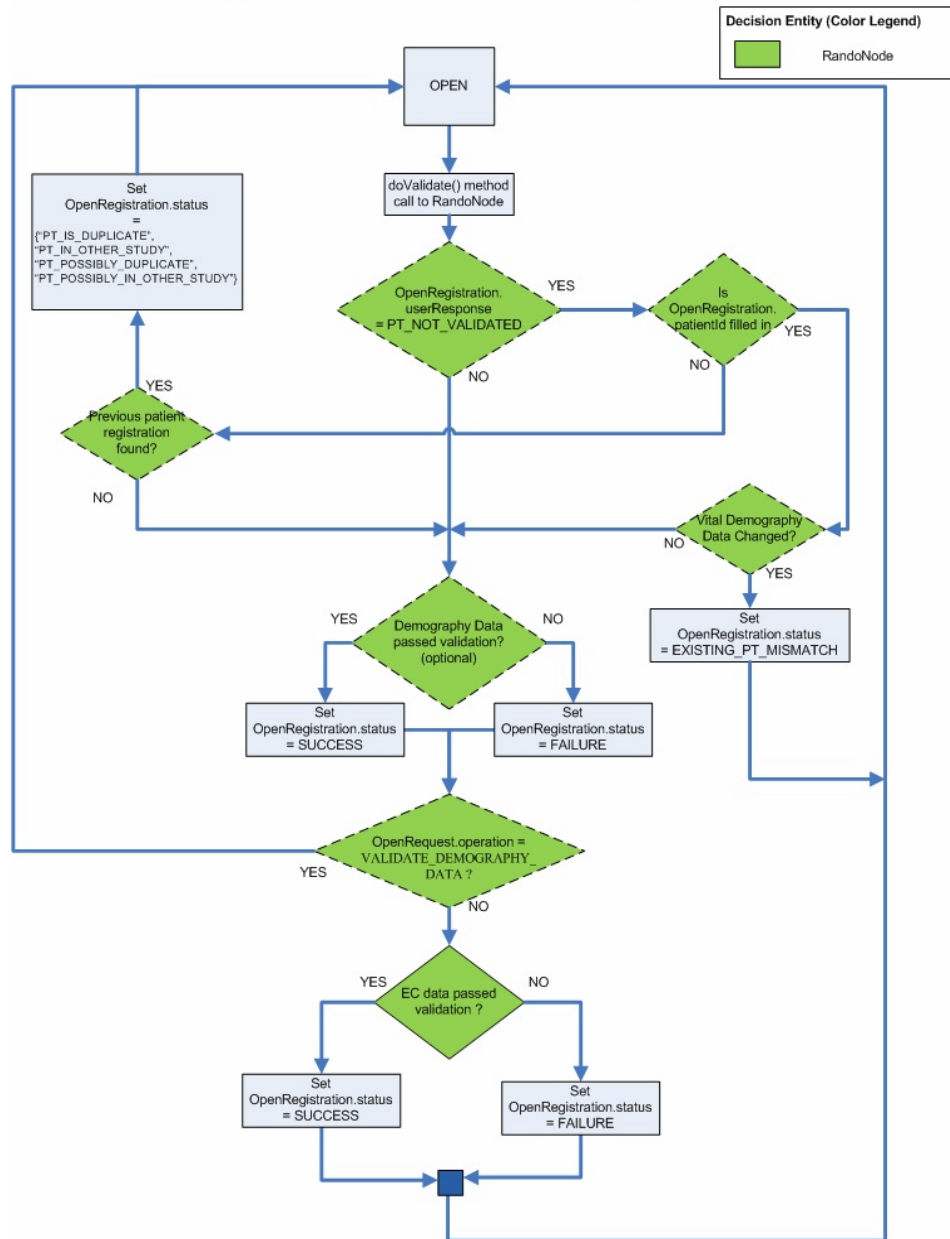 Decision Entity (Color Legend)
RandoNode
OPEN
doValidate() method
call to RandoNode
Set
OpenRegistration.status
=
{“PT_IS_DUPLICATE”,
“PT_IN_OTHER_STUDY”,
“PT_POSSIBLY_DUPLICATE”,
“PT_POSSIBLY_IN_OTHER_STUDY”}
OpenRegistration.
userResponse
= PT_NOT_VALIDATED
YES
NO
Is
OpenRegistration.
patientId filled in
YES
NO
YES
Previous patient
registration
found?
NO
Vital Demography
Data Changed?
NO
YES
Set
OpenRegistration.status
= EXISTING_PT_MISMATCH
YES
NO
Demography Data
passed validation?
(optional)
Set
OpenRegistration.status
= SUCCESS
Set
OpenRegistration.status
= FAILURE
OpenRequest.operation =
VALIDATE_DEMOGRAPHY_
DATA ?
YES
NO
YES
NO
EC data passed
validation ?
Set
OpenRegistration.status
= SUCCESS
Set
OpenRegistration.status
= FAILURE